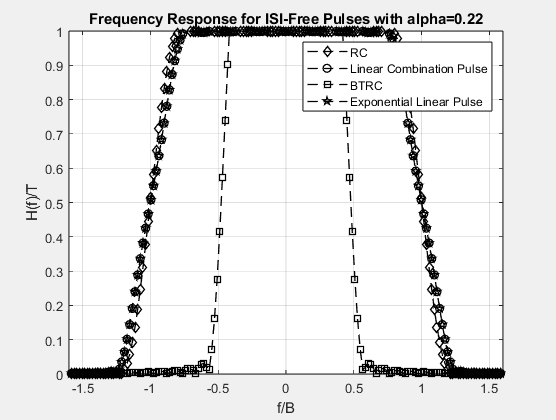 Frequency Response for ISI-Free Pulses with alpha=0.22
RC
Linear Combination Pulse
BTRC
Exponential Linear Pulse
H(f)/T
1
0.9
0.8
0.7
0.6
0.5
0.4
0.3
0.2
0.1
0
-1.5 -1 -0.5 0 0.5 1 1.5
f/B